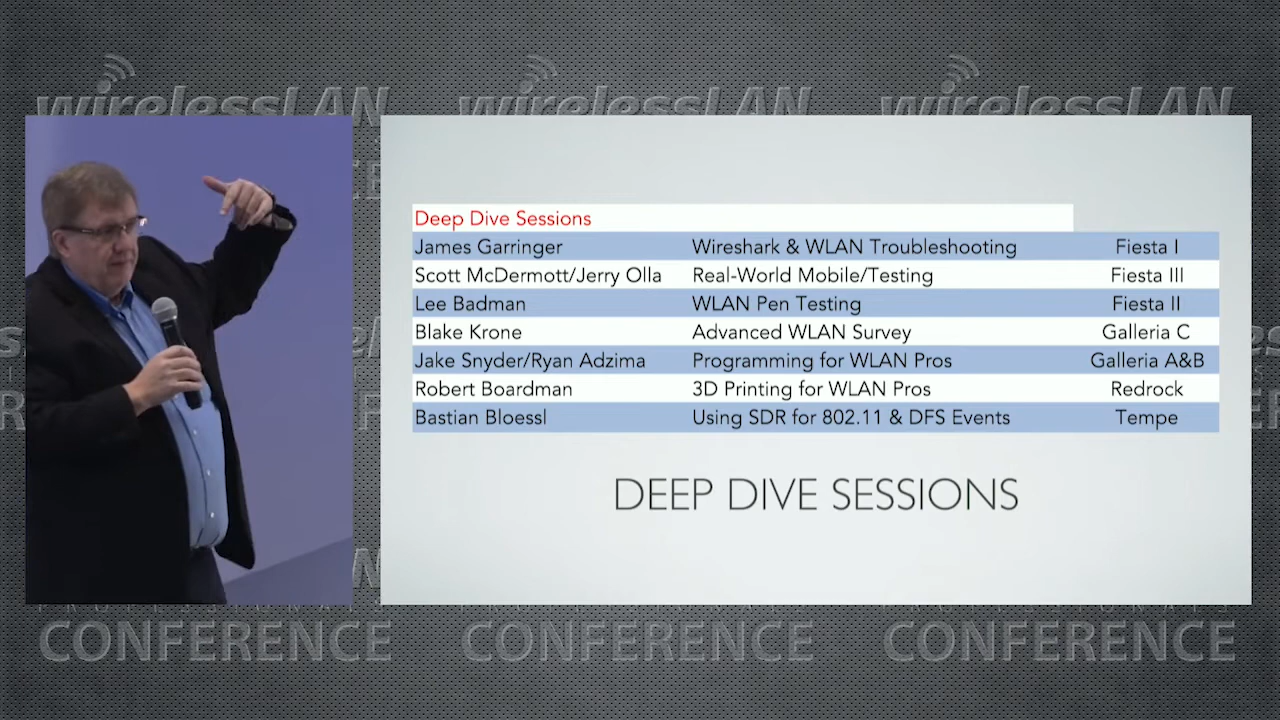 wirelessLAN wirelessLAN wirelessLAN
Deep Dive Sessions
James Garringer Wireshark & WLAN Troubleshooting Fiesta I
Scott McDermott/Jerry Olla Real-World Mobile/Testing Fiesta III
Lee Badman WLAN Pen Testing Fiesta II
Blake Krone Advanced WLAN Survey Galleria C
Jake Snyder/Ryan Adzima Programming for WLAN Pros Galleria A&B
Robert Boardman 3D Printing for WLAN Pros Redrock
Bastian Bloessl Using SDR for 802.11 & DFS Events Tempe
DEEP DIVE SESSIONS
CONFERENCE CONFERENCE CONFERENCE